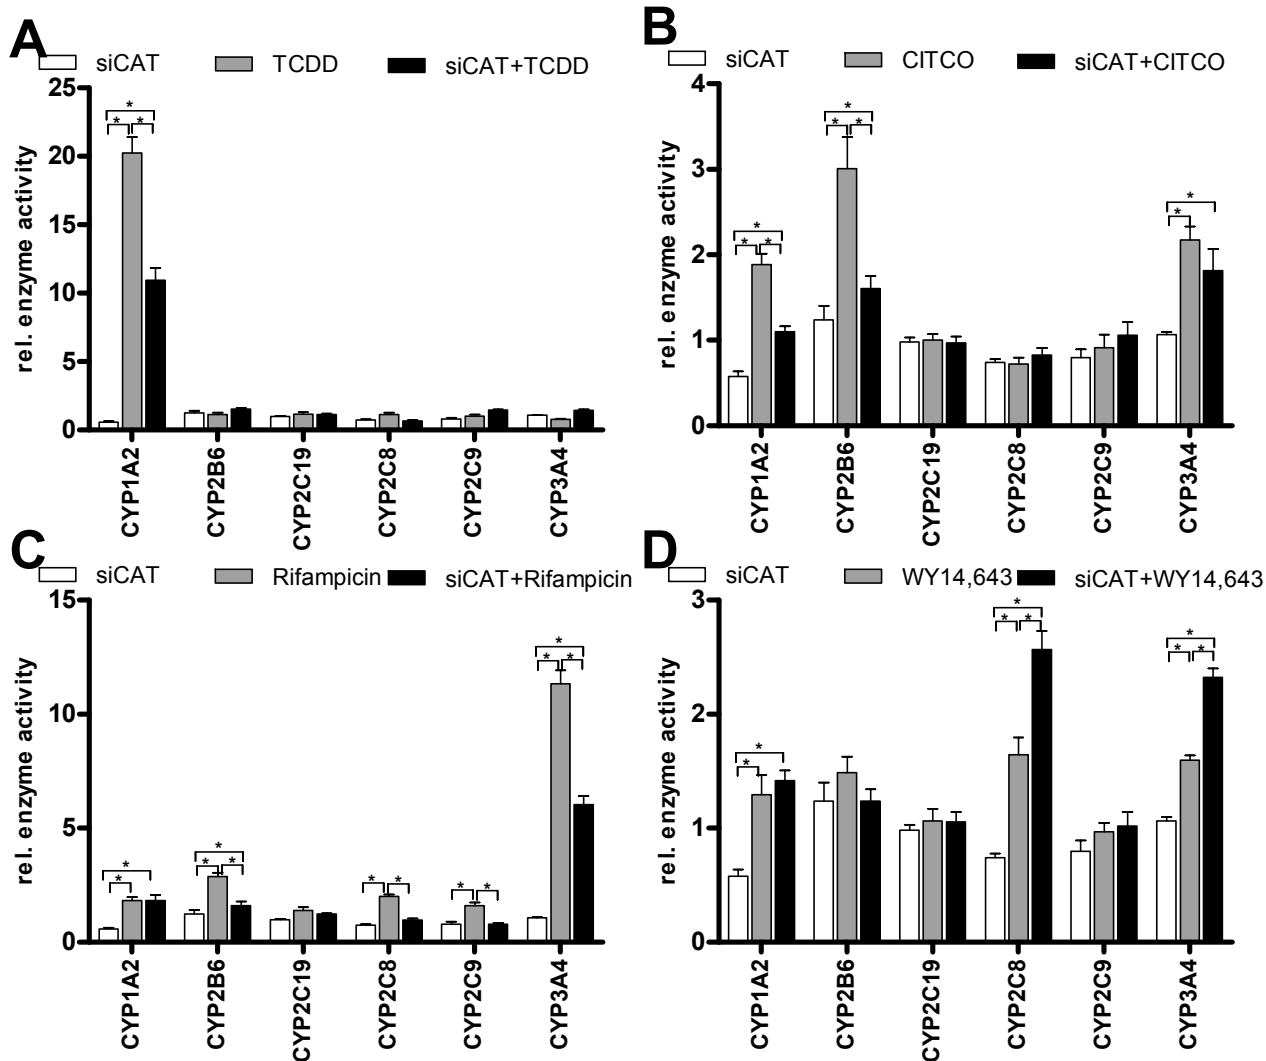 A
siCAT TCDD siCAT+TCDD
rel. enzyme activity
25
20
15
10
5
0
* * *
CYP1A2 CYP2B6 CYP2C19 CYP2C8 CYP2C9 CYP3A4
B
siCAT CITCO siCAT+CITCO
rel. enzyme activity
4
3
2
1
0
* * *
* * *
* *
CYP1A2 CYP2B6 CYP2C19 CYP2C8 CYP2C9 CYP3A4
C
siCAT Rifampicin siCAT+Rifampicin
rel. enzyme activity
15
10
5
0
* *
* * *
* *
* *
* * *
CYP1A2 CYP2B6 CYP2C19 CYP2C8 CYP2C9 CYP3A4
D
siCAT WY14,643 siCAT+WY14,643
rel. enzyme activity
3
2
1
0
* *
* * *
* * *
CYP1A2 CYP2B6 CYP2C19 CYP2C8 CYP2C9 CYP3A4